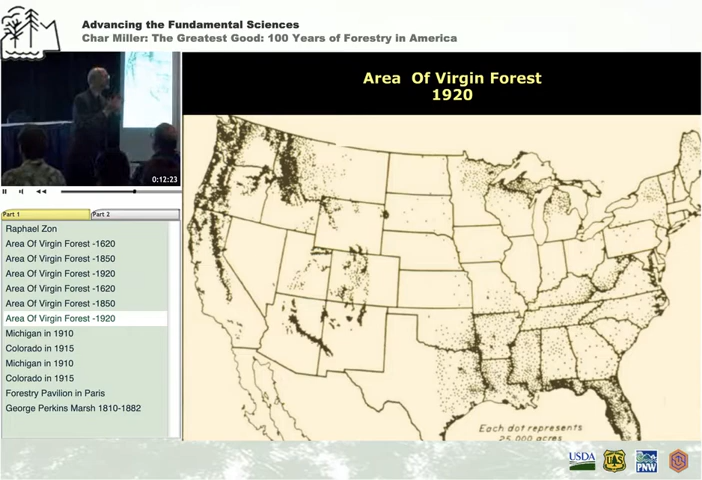 Advancing the Fundamental Sciences
Char Miller: The Greatest Good: 100 Years of Forestry in America
Area Of Virgin Forest
1920
0:12:23
Part 1
Part 2
Raphael Zon
Area Of Virgin Forest -1620
Area Of Virgin Forest -1850
Area Of Virgin Forest -1920
Area Of Virgin Forest -1620
Area Of Virgin Forest -1850
Area Of Virgin Forest -1920
Michigan in 1910
Colorado in 1915
Michigan in 1910
Colorado in 1915
Forestry Pavilion in Paris
George Perkins Marsh 1810-1882
Each dot represents
25,000 acres
USDA
PNW